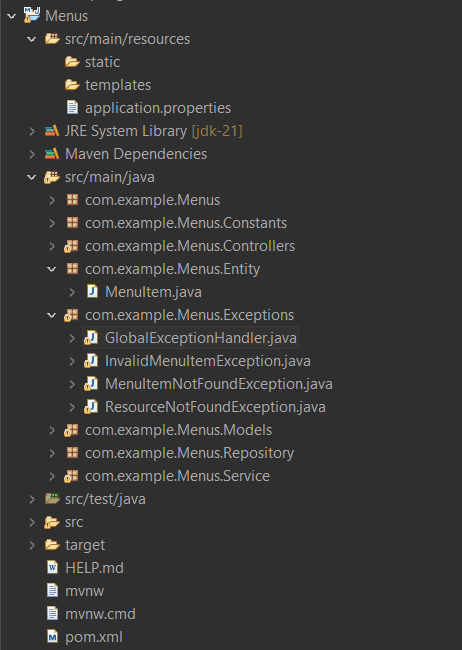 Menus
src/main/resources
static
templates
application.properties
JRE System Library [jdk-21]
Maven Dependencies
src/main/java
com.example.Menus
com.example.Menus.Constants
com.example.Menus.Controllers
com.example.Menus.Entity
MenuItem.java
com.example.Menus.Exceptions
GlobalExceptionHandler.java
InvalidMenuItemException.java
MenuItemNotFoundException.java
ResourceNotFoundException.java
com.example.Menus.Models
com.example.Menus.Repository
com.example.Menus.Service
src/test/java
src
target
HELP.md
mvnw
mvnw.cmd
pom.xml